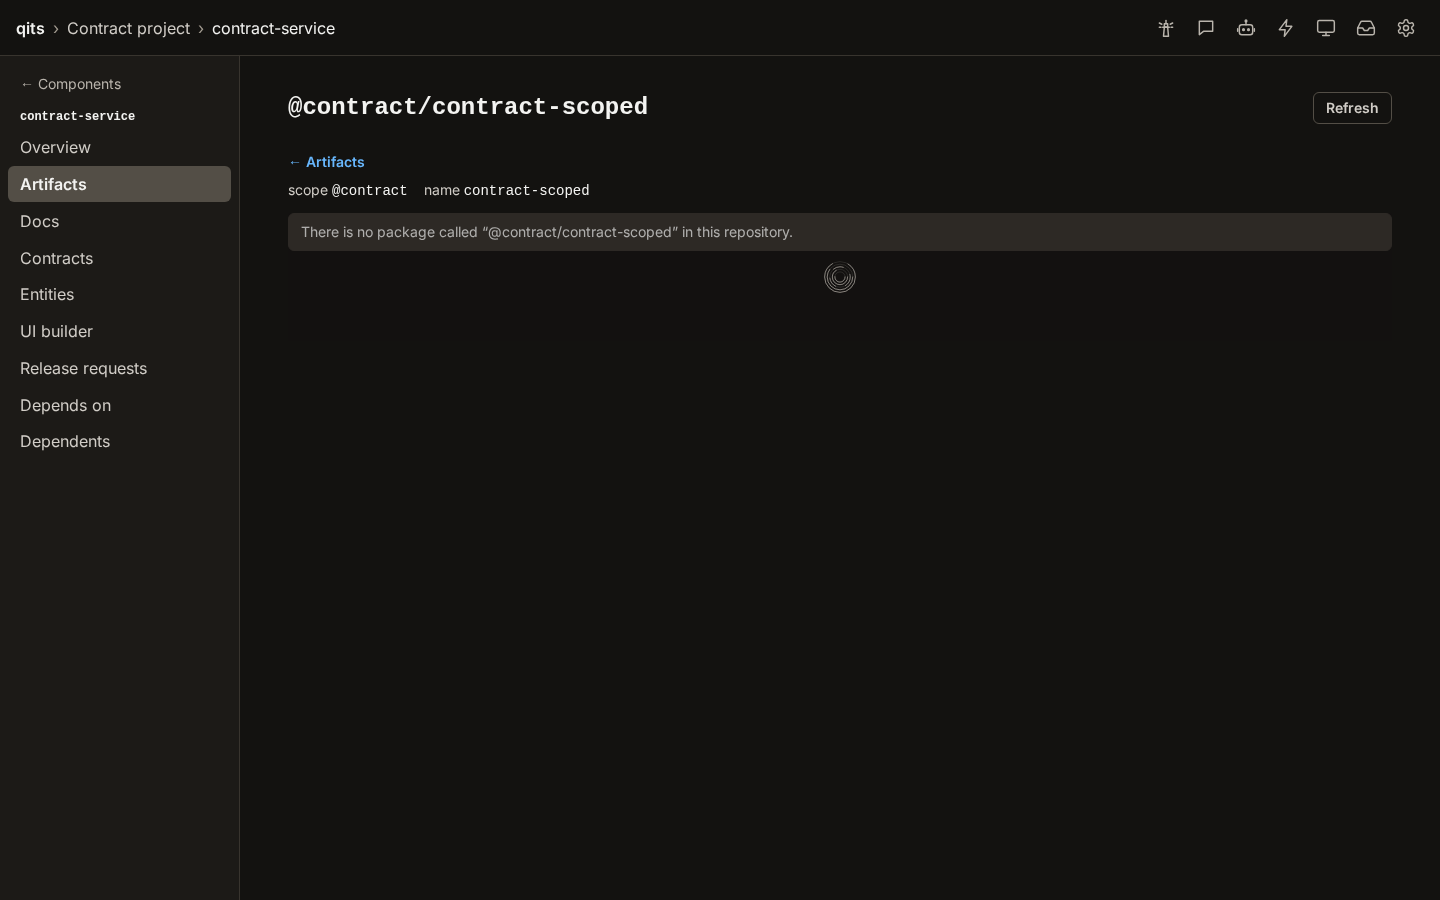 qits › Contract project › contract-service
← Components
contract-service
Overview
Artifacts
Docs
Contracts
Entities
UI builder
Release requests
Depends on
Dependents
@contract/contract-scoped
Refresh
← Artifacts
scope @contract name contract-scoped
There is no package called “@contract/contract-scoped” in this repository.